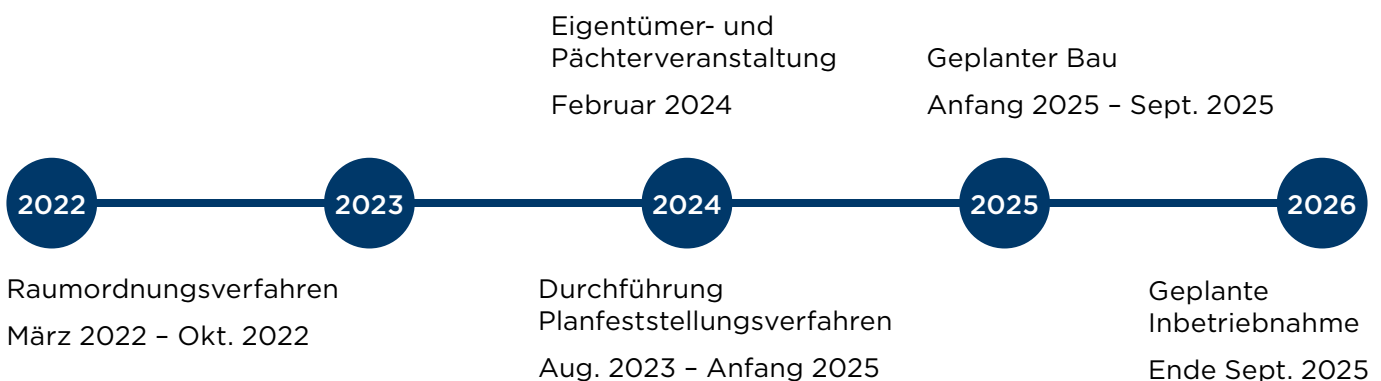 Eigentümer- und
Pächterveranstaltung
Februar 2024
Geplanter Bau
Anfang 2025 – Sept. 2025
2022
2023
2024
2025
2026
Raumordnungsverfahren
März 2022 – Okt. 2022
Durchführung
Planfeststellungsverfahren
Aug. 2023 – Anfang 2025
Geplante
Inbetriebnahme
Ende Sept. 2025